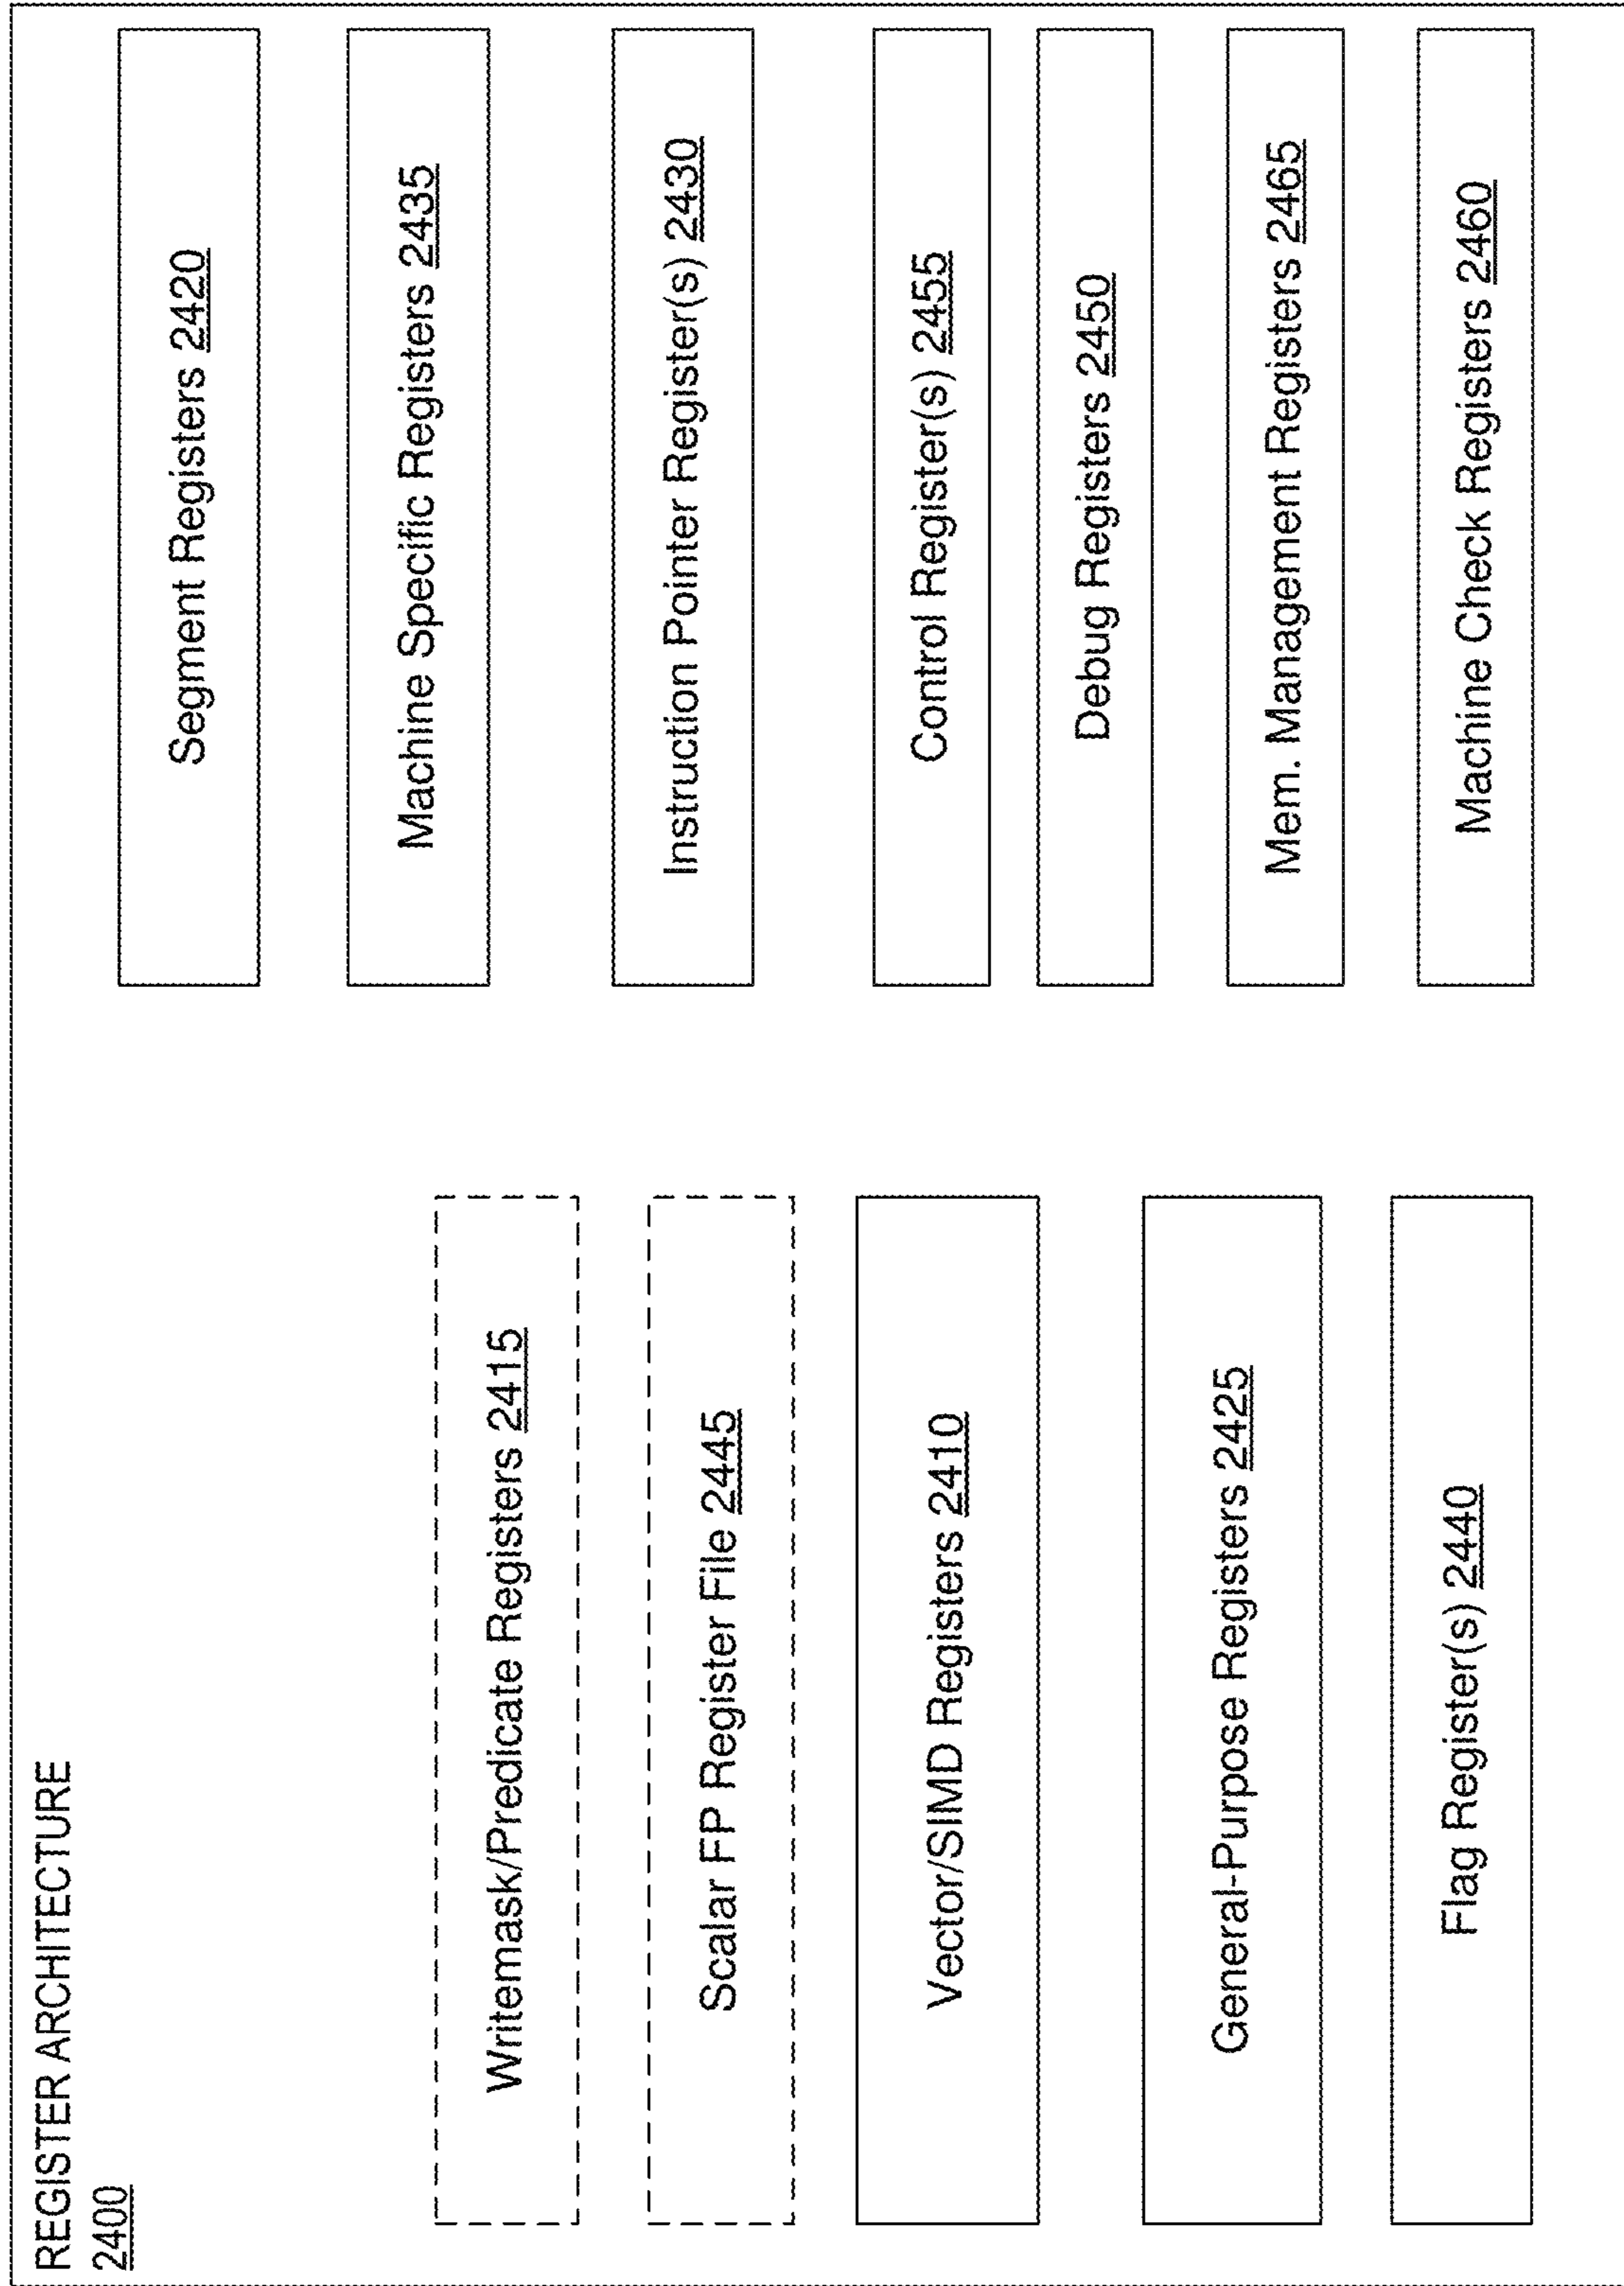 REGISTER ARCHITECTURE
2400
Writemask/Predicate Registers 2415
Scalar FP Register File 2445
Vector/SIMD Registers 2410
General-Purpose Registers 2425
Flag Register(s) 2440
Segment Registers 2420
Machine Specific Registers 2435
Instruction Pointer Register(s) 2430
Control Register(s) 2455
Debug Registers 2450
Mem. Management Registers 2465
Machine Check Registers 2460